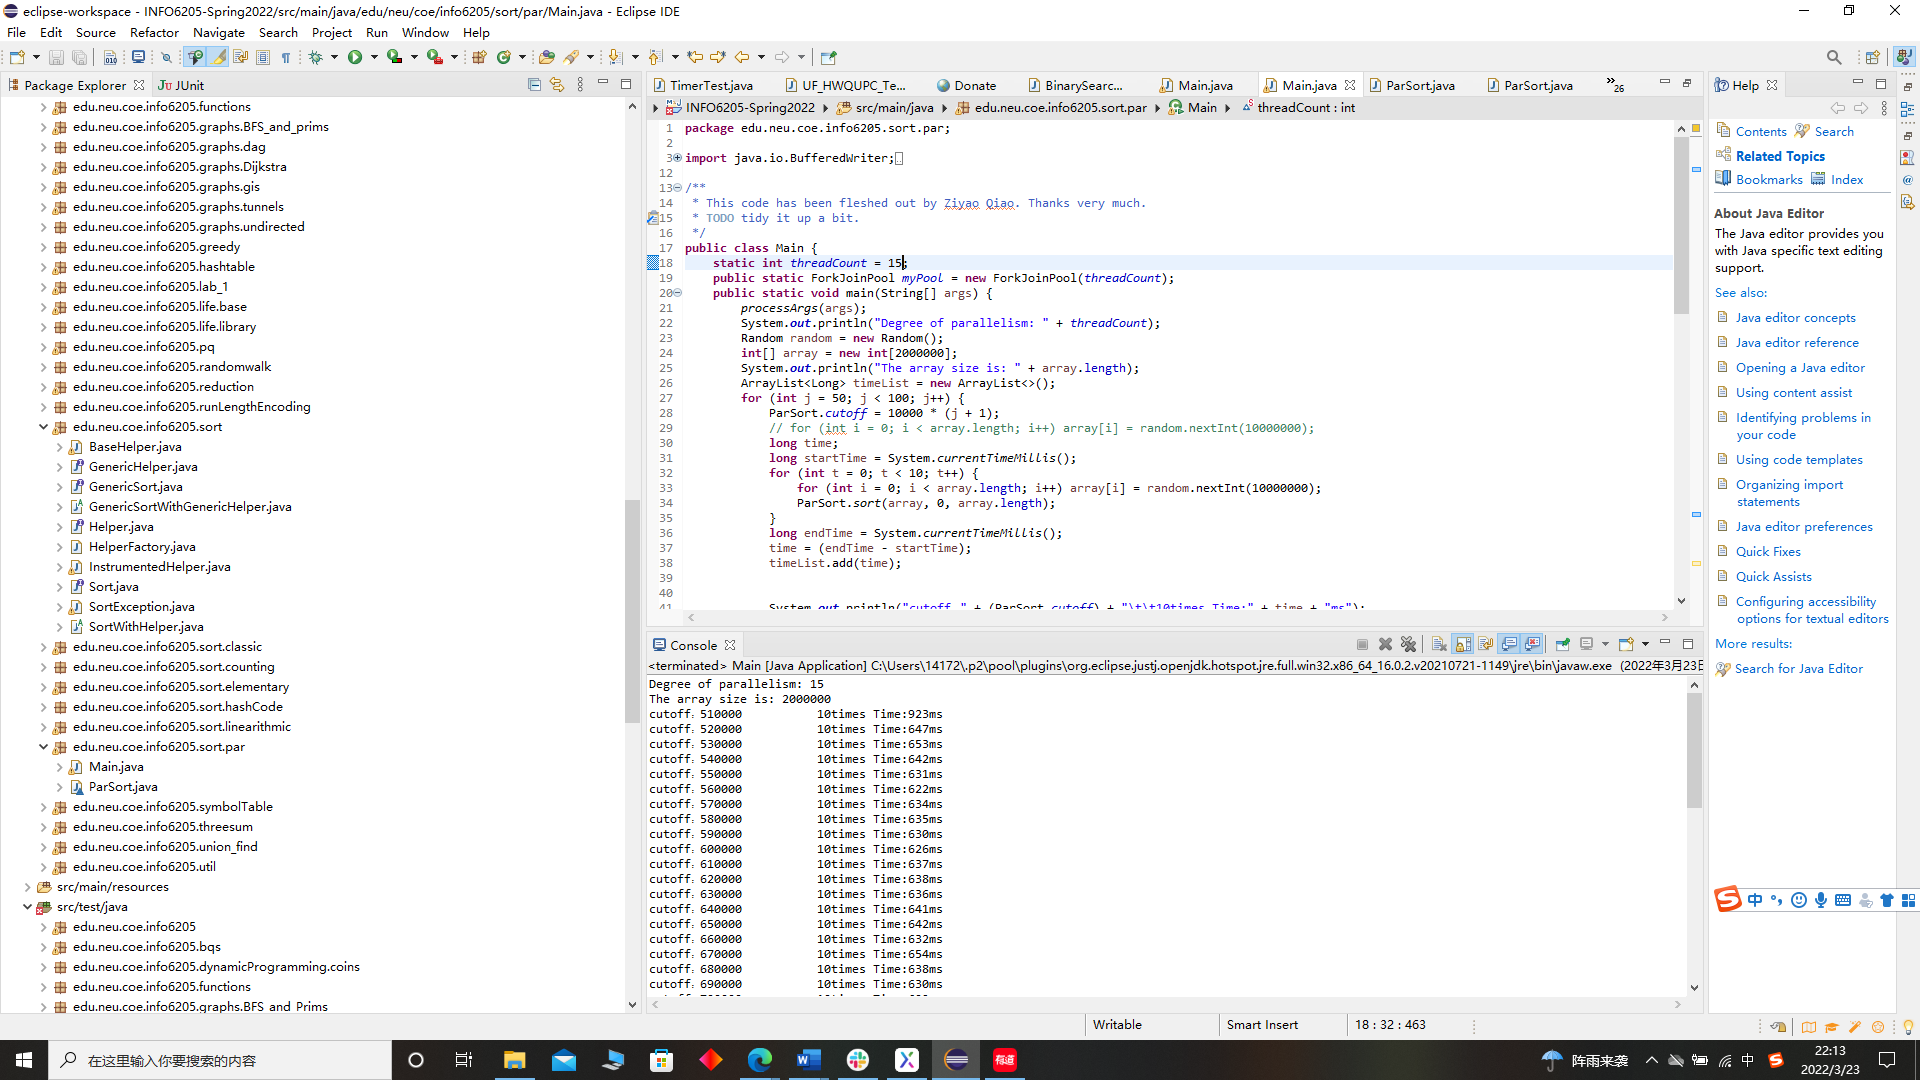 eclipse-workspace - INFO6205-Spring2022/src/main/java/edu/neu/coe/info6205/sort/par/Main.java - Eclipse IDE
File Edit Source Refactor Navigate Search Project Run Window Help
Package Explorer
JUnit
edu.neu.coe.info6205.functions
edu.neu.coe.info6205.graphs.BFS_and_prims
edu.neu.coe.info6205.graphs.dag
edu.neu.coe.info6205.graphs.Dijkstra
edu.neu.coe.info6205.graphs.gis
edu.neu.coe.info6205.graphs.tunnels
edu.neu.coe.info6205.graphs.undirected
edu.neu.coe.info6205.greedy
edu.neu.coe.info6205.hashtable
edu.neu.coe.info6205.lab_1
edu.neu.coe.info6205.life.base
edu.neu.coe.info6205.life.library
edu.neu.coe.info6205.pq
edu.neu.coe.info6205.randomwalk
edu.neu.coe.info6205.reduction
edu.neu.coe.info6205.runLengthEncoding
edu.neu.coe.info6205.sort
BaseHelper.java
GenericHelper.java
GenericSort.java
GenericSortWithGenericHelper.java
Helper.java
HelperFactory.java
InstrumentedHelper.java
Sort.java
SortException.java
SortWithHelper.java
edu.neu.coe.info6205.sort.classic
edu.neu.coe.info6205.sort.counting
edu.neu.coe.info6205.sort.elementary
edu.neu.coe.info6205.sort.hashCode
edu.neu.coe.info6205.sort.linearithmic
edu.neu.coe.info6205.sort.par
Main.java
ParSort.java
edu.neu.coe.info6205.symbolTable
edu.neu.coe.info6205.threesum
edu.neu.coe.info6205.union_find
edu.neu.coe.info6205.util
src/main/resources
src/test/java
edu.neu.coe.info6205
edu.neu.coe.info6205.bqs
edu.neu.coe.info6205.dynamicProgramming.coins
edu.neu.coe.info6205.functions
edu.neu.coe.info6205.graphs.BFS_and_Prims
TimerTest.java UF_HWQUPC_Te... Donate BinarySearc... Main.java Main.java ParSort.java ParSort.java 26
INFO6205-Spring2022 src/main/java edu.neu.coe.info6205.sort.par Main threadCount : int
1 package edu.neu.coe.info6205.sort.par;
2
3 import java.io.BufferedWriter;
12
13 /**
14 * This code has been fleshed out by Ziyao Qiao. Thanks very much.
15 * TODO tidy it up a bit.
16 */
17 public class Main {
18 static int threadCount = 15;
19 public static ForkJoinPool myPool = new ForkJoinPool(threadCount);
20 public static void main(String[] args) {
21 processArgs(args);
22 System.out.println("Degree of parallelism: " + threadCount);
23 Random random = new Random();
24 int[] array = new int[2000000];
25 System.out.println("The array size is: " + array.length);
26 ArrayList<Long> timeList = new ArrayList<>();
27 for (int j = 50; j < 100; j++) {
28 ParSort.cutoff = 10000 * (j + 1);
29 // for (int i = 0; i < array.length; i++) array[i] = random.nextInt(10000000);
30 long time;
31 long startTime = System.currentTimeMillis();
32 for (int t = 0; t < 10; t++) {
33 for (int i = 0; i < array.length; i++) array[i] = random.nextInt(10000000);
34 ParSort.sort(array, 0, array.length);
35 }
36 long endTime = System.currentTimeMillis();
37 time = (endTime - startTime);
38 timeList.add(time);
39
40
41 System.out.println("cutoff：" + (ParSort.cutoff) + "\t\t10times Time:" + time + "ms");
Console
<terminated> Main [Java Application] C:\Users\14172\.p2\pool\plugins\org.eclipse.justj.openjdk.hotspot.jre.full.win32.x86_64_16.0.2.v20210721-1149\jre\bin\javaw.exe (2022年3月23日
Degree of parallelism: 15
The array size is: 2000000
cutoff：510000 10times Time:923ms
cutoff：520000 10times Time:647ms
cutoff：530000 10times Time:653ms
cutoff：540000 10times Time:642ms
cutoff：550000 10times Time:631ms
cutoff：560000 10times Time:622ms
cutoff：570000 10times Time:634ms
cutoff：580000 10times Time:635ms
cutoff：590000 10times Time:630ms
cutoff：600000 10times Time:626ms
cutoff：610000 10times Time:637ms
cutoff：620000 10times Time:638ms
cutoff：630000 10times Time:636ms
cutoff：640000 10times Time:641ms
cutoff：650000 10times Time:642ms
cutoff：660000 10times Time:632ms
cutoff：670000 10times Time:654ms
cutoff：680000 10times Time:638ms
cutoff：690000 10times Time:630ms
Help
Contents Search
Related Topics
Bookmarks Index
About Java Editor
The Java editor provides you
with Java specific text editing
support.
See also:
Java editor concepts
Java editor reference
Opening a Java editor
Using content assist
Identifying problems in
your code
Using code templates
Organizing import
statements
Java editor preferences
Quick Fixes
Quick Assists
Configuring accessibility
options for textual editors
More results:
Search for Java Editor
中
Writable Smart Insert 18 : 32 : 463
在这里输入你要搜索的内容
有道
阵雨来袭
中
22:13
2022/3/23